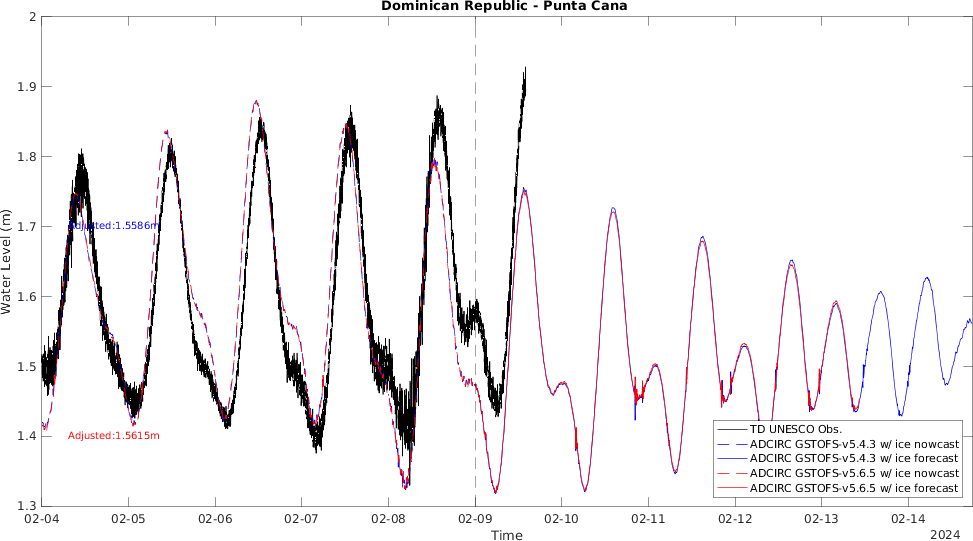 Dominican Republic - Punta Cana
2
1.9
1.8
1.7
1.6
1.5
1.4
1.3
Water Level (m)
Adjusted:1.5586m
Adjusted:1.5615m
TD UNESCO Obs.
ADCIRC GSTOFS-v5.4.3 w/ ice nowcast
ADCIRC GSTOFS-v5.4.3 w/ ice forecast
ADCIRC GSTOFS-v5.6.5 w/ ice nowcast
ADCIRC GSTOFS-v5.6.5 w/ ice forecast
02-04 02-05 02-06 02-07 02-08 02-09 02-10 02-11 02-12 02-13 02-14
Time
2024